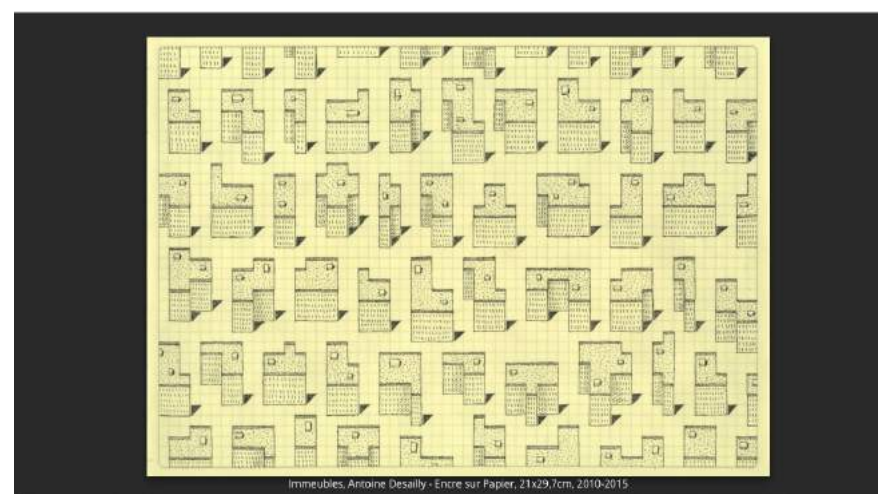 Immeubles, Antoine Desailly - Encre sur Papier, 21x29,7cm, 2010-2015